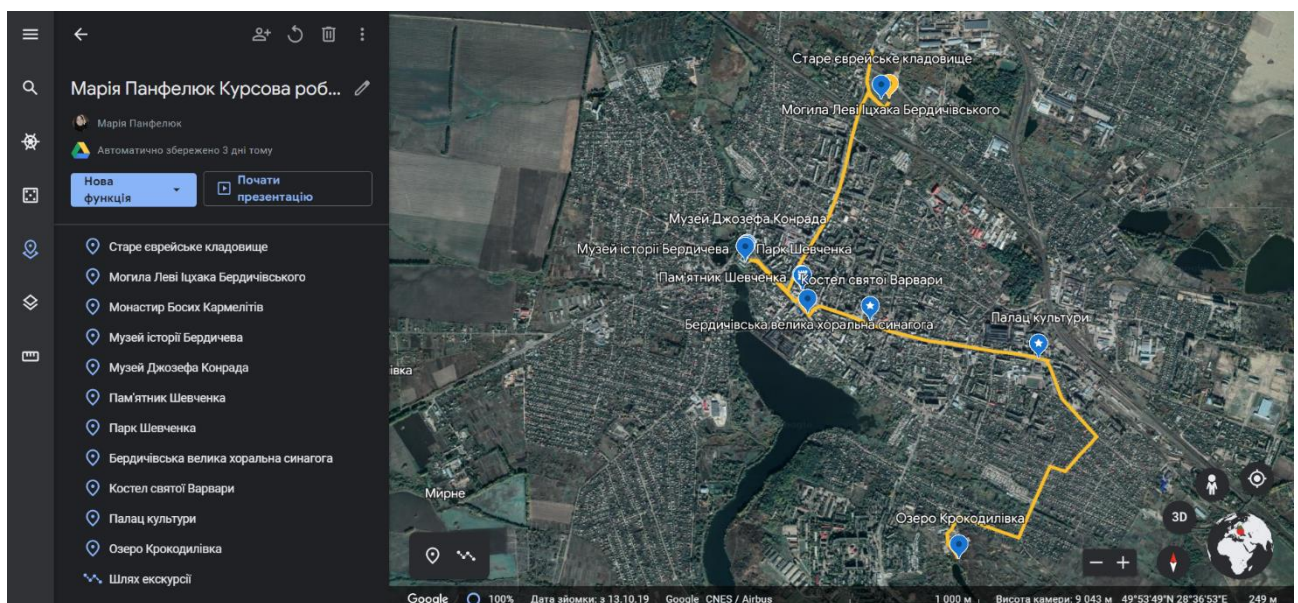 Марія Панфелюк Курсова роб...
Марія Панфелюк
Автоматично збережено 3 дні тому
Нова функція
Почати презентацію
Старе єврейське кладовище
Могила Леві Іцхака Бердичівського
Монастир Босих Кармелітів
Музей історії Бердичева
Музей Джозефа Конрада
Пам'ятник Шевченка
Парк Шевченка
Бердичівська велика хоральна синагога
Костел святої Варвари
Палац культури
Озеро Крокодилівка
Шлях екскурсії
Старе єврейське кладовище
Могила Леві Іцхака Бердичівського
Музей Джозефа Конрада
Музей історії Бердичева
Парк Шевченка
Пам'ятник Шевченка
Костел святої Варвари
Бердичівська велика хоральна синагога
Палац культури
івка
Мирне
Озеро Крокодилівка
3D
Google 100% Дата зйомки: з 13.10.19 Google CNES / Airbus 1 000 м Висота камери: 9 043 м 49°53'49"N 28°36'53"E 249 м